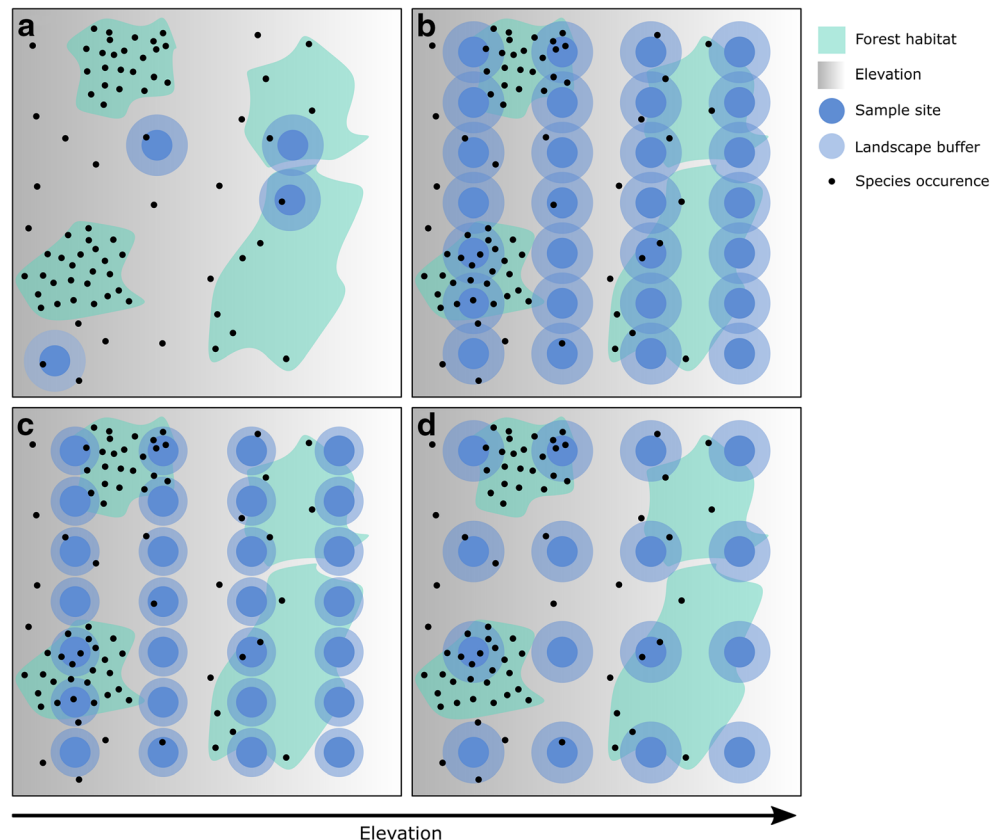 a
b
Forest habitat
Elevation
Sample site
Landscape buffer
Species occurence
c
d
Elevation